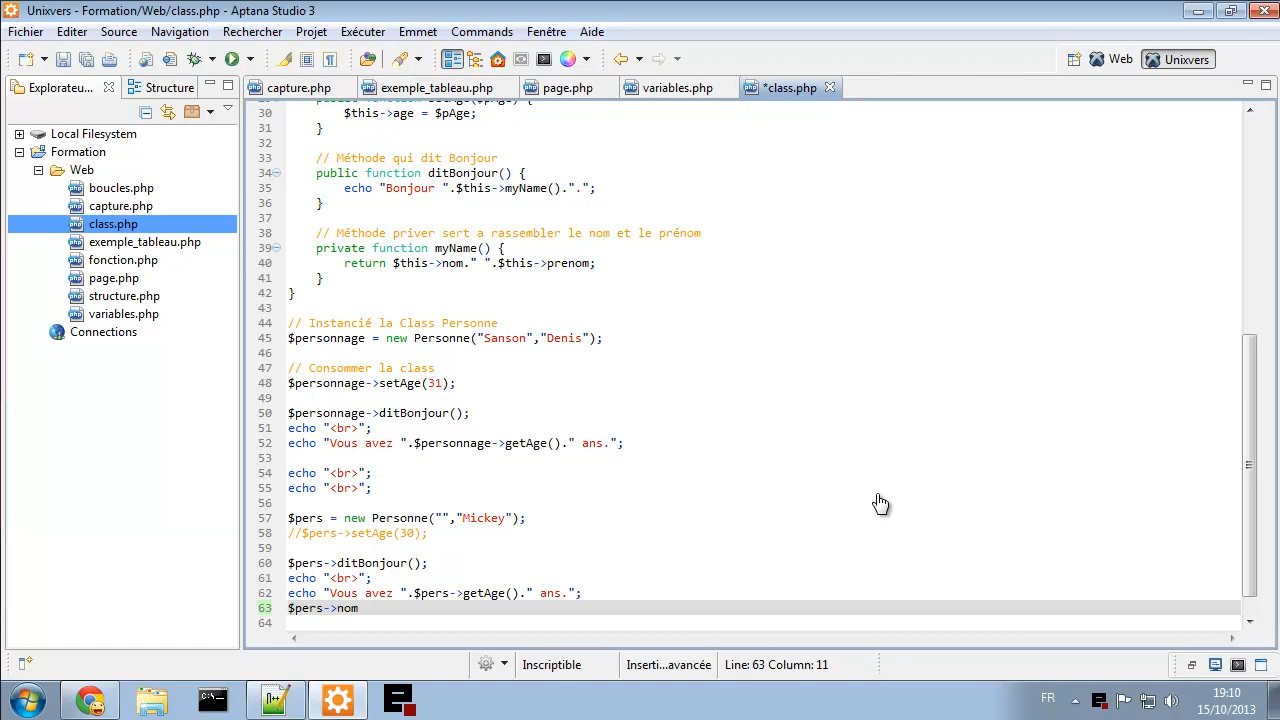 Unixvers - Formation/Web/class.php - Aptana Studio 3
Fichier Editer Source Navigation Rechercher Projet Exécuter Emmet Commands Fenêtre Aide
Web Unixvers
Explorateu... Structure capture.php exemple_tableau.php page.php variables.php *class.php
Local Filesystem
Formation
Web
boucles.php
capture.php
class.php
exemple_tableau.php
fonction.php
page.php
structure.php
variables.php
Connections
30 $this->age = $pAge;
31 }
32
33 // Méthode qui dit Bonjour
34 public function ditBonjour() {
35 echo "Bonjour ".$this->myName().".";
36 }
37
38 // Méthode priver sert a rassembler le nom et le prénom
39 private function myName() {
40 return $this->nom." ".$this->prenom;
41 }
42 }
43
44 // Instancié la Class Personne
45 $personnage = new Personne("Sanson","Denis");
46
47 // Consommer la class
48 $personnage->setAge(31);
49
50 $personnage->ditBonjour();
51 echo "<br>";
52 echo "Vous avez ".$personnage->getAge()." ans.";
53
54 echo "<br>";
55 echo "<br>";
56
57 $pers = new Personne("","Mickey");
58 //$pers->setAge(30);
59
60 $pers->ditBonjour();
61 echo "<br>";
62 echo "Vous avez ".$pers->getAge()." ans.";
63 $pers->nom
64
Inscriptible Inserti...avancée Line: 63 Column: 11
FR 19:10
15/10/2013